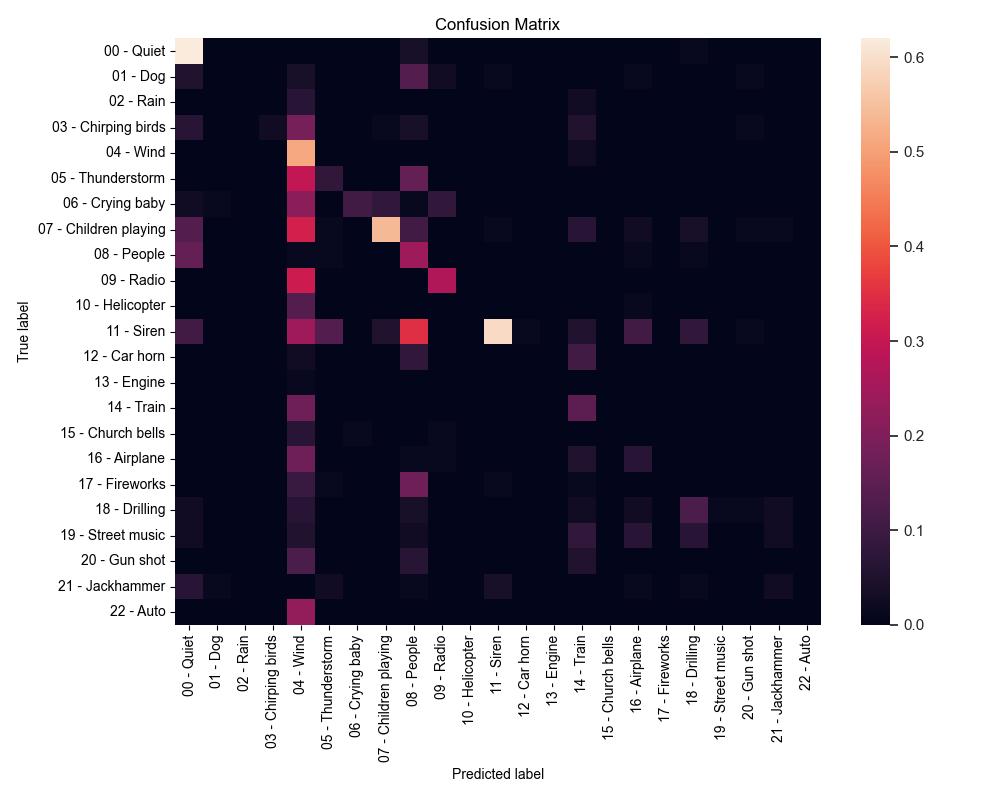 Confusion Matrix
00 - Quiet
01 - Dog
02 - Rain
03 - Chirping birds
04 - Wind
05 - Thunderstorm
06 - Crying baby
07 - Children playing
08 - People
09 - Radio
10 - Helicopter
11 - Siren
12 - Car horn
13 - Engine
14 - Train
15 - Church bells
16 - Airplane
17 - Fireworks
18 - Drilling
19 - Street music
20 - Gun shot
21 - Jackhammer
22 - Auto
True label
00 - Quiet
01 - Dog
02 - Rain
03 - Chirping birds
04 - Wind
05 - Thunderstorm
06 - Crying baby
07 - Children playing
08 - People
09 - Radio
10 - Helicopter
11 - Siren
12 - Car horn
13 - Engine
14 - Train
15 - Church bells
16 - Airplane
17 - Fireworks
18 - Drilling
19 - Street music
20 - Gun shot
21 - Jackhammer
22 - Auto
Predicted label
0.6
0.5
0.4
0.3
0.2
0.1
0.0